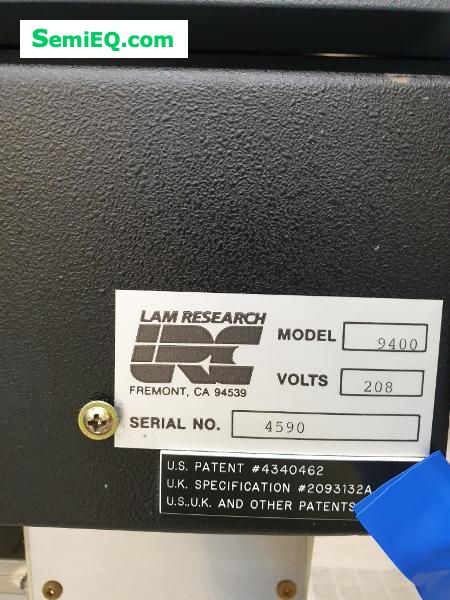 SemiEQ.com
LAM RESEARCH
LRC
FREMONT, CA 94539
MODEL 9400
VOLTS 208
SERIAL NO. 4590
U.S. PATENT #4340462
U.K. SPECIFICATION #2093132A
U.S.,U.K. AND OTHER PATENTS